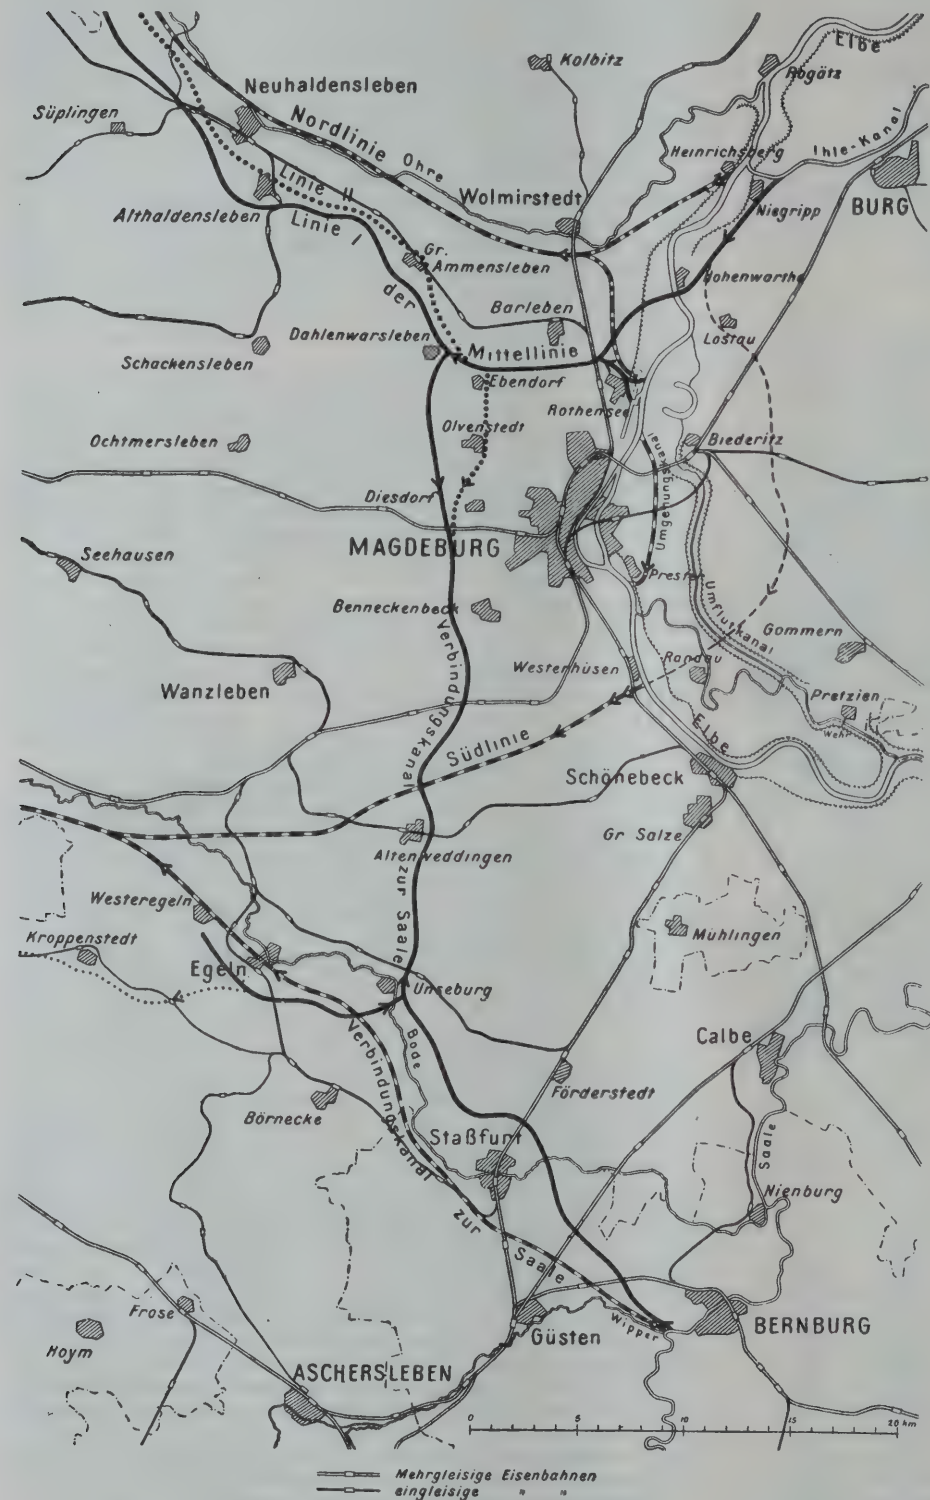 Elbe
Kolbitz
Rogätz
Neuhaldensleben
Süplingen
Nordlinie
Ohre
Heinrichsberg
Ihle-Kanal
Linie II
Wolmirstedt
Niegripp
BURG
Althaldensleben
Linie I
Gr.
Ammensleben
der
Hohenwarthe
Barleben
Dahlenwarsleben
Mittellinie
Lostau
Schackensleben
Ebendorf
Rothensee
Ochtmersleben
Olvenstedt
Biederitz
Umgehungskanal
Diesdorf
MAGDEBURG
Seehausen
Prester
Umflutkanal
Benneckenbeck
Gommern
Verbindungskanal
Westerhüsen
Randau
Wanzleben
Pretzien
Wehr
Südlinie
Elbe
Schönebeck
Gr Salze
Altenweddingen
zur Saale
Westeregeln
Mühlingen
Kroppenstedt
Egeln
Unseburg
Bode
Calbe
Verbindungskanal
Förderstedt
Börnecke
Staßfurt
Saale
Nienburg
zur
Saale
Frose
Wipper
BERNBURG
Güsten
Hoym
ASCHERSLEBEN
0 5 10 15 20 km
Mehrgleisige Eisenbahnen
eingleisige " "